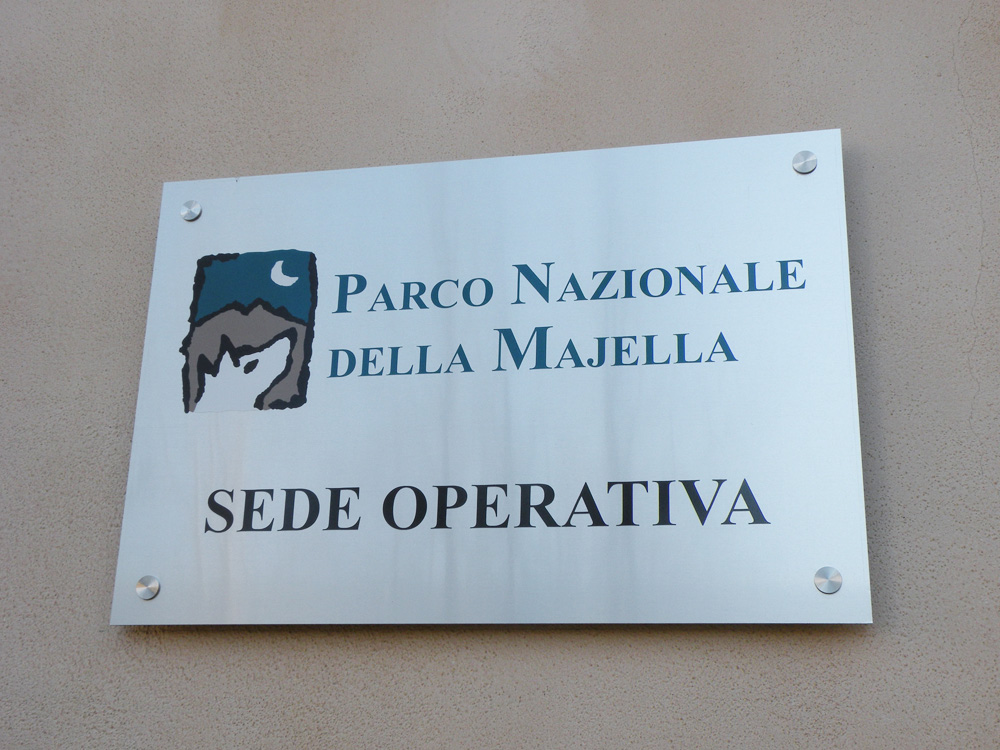 Parco Nazionale
della Majella
SEDE OPERATIVA